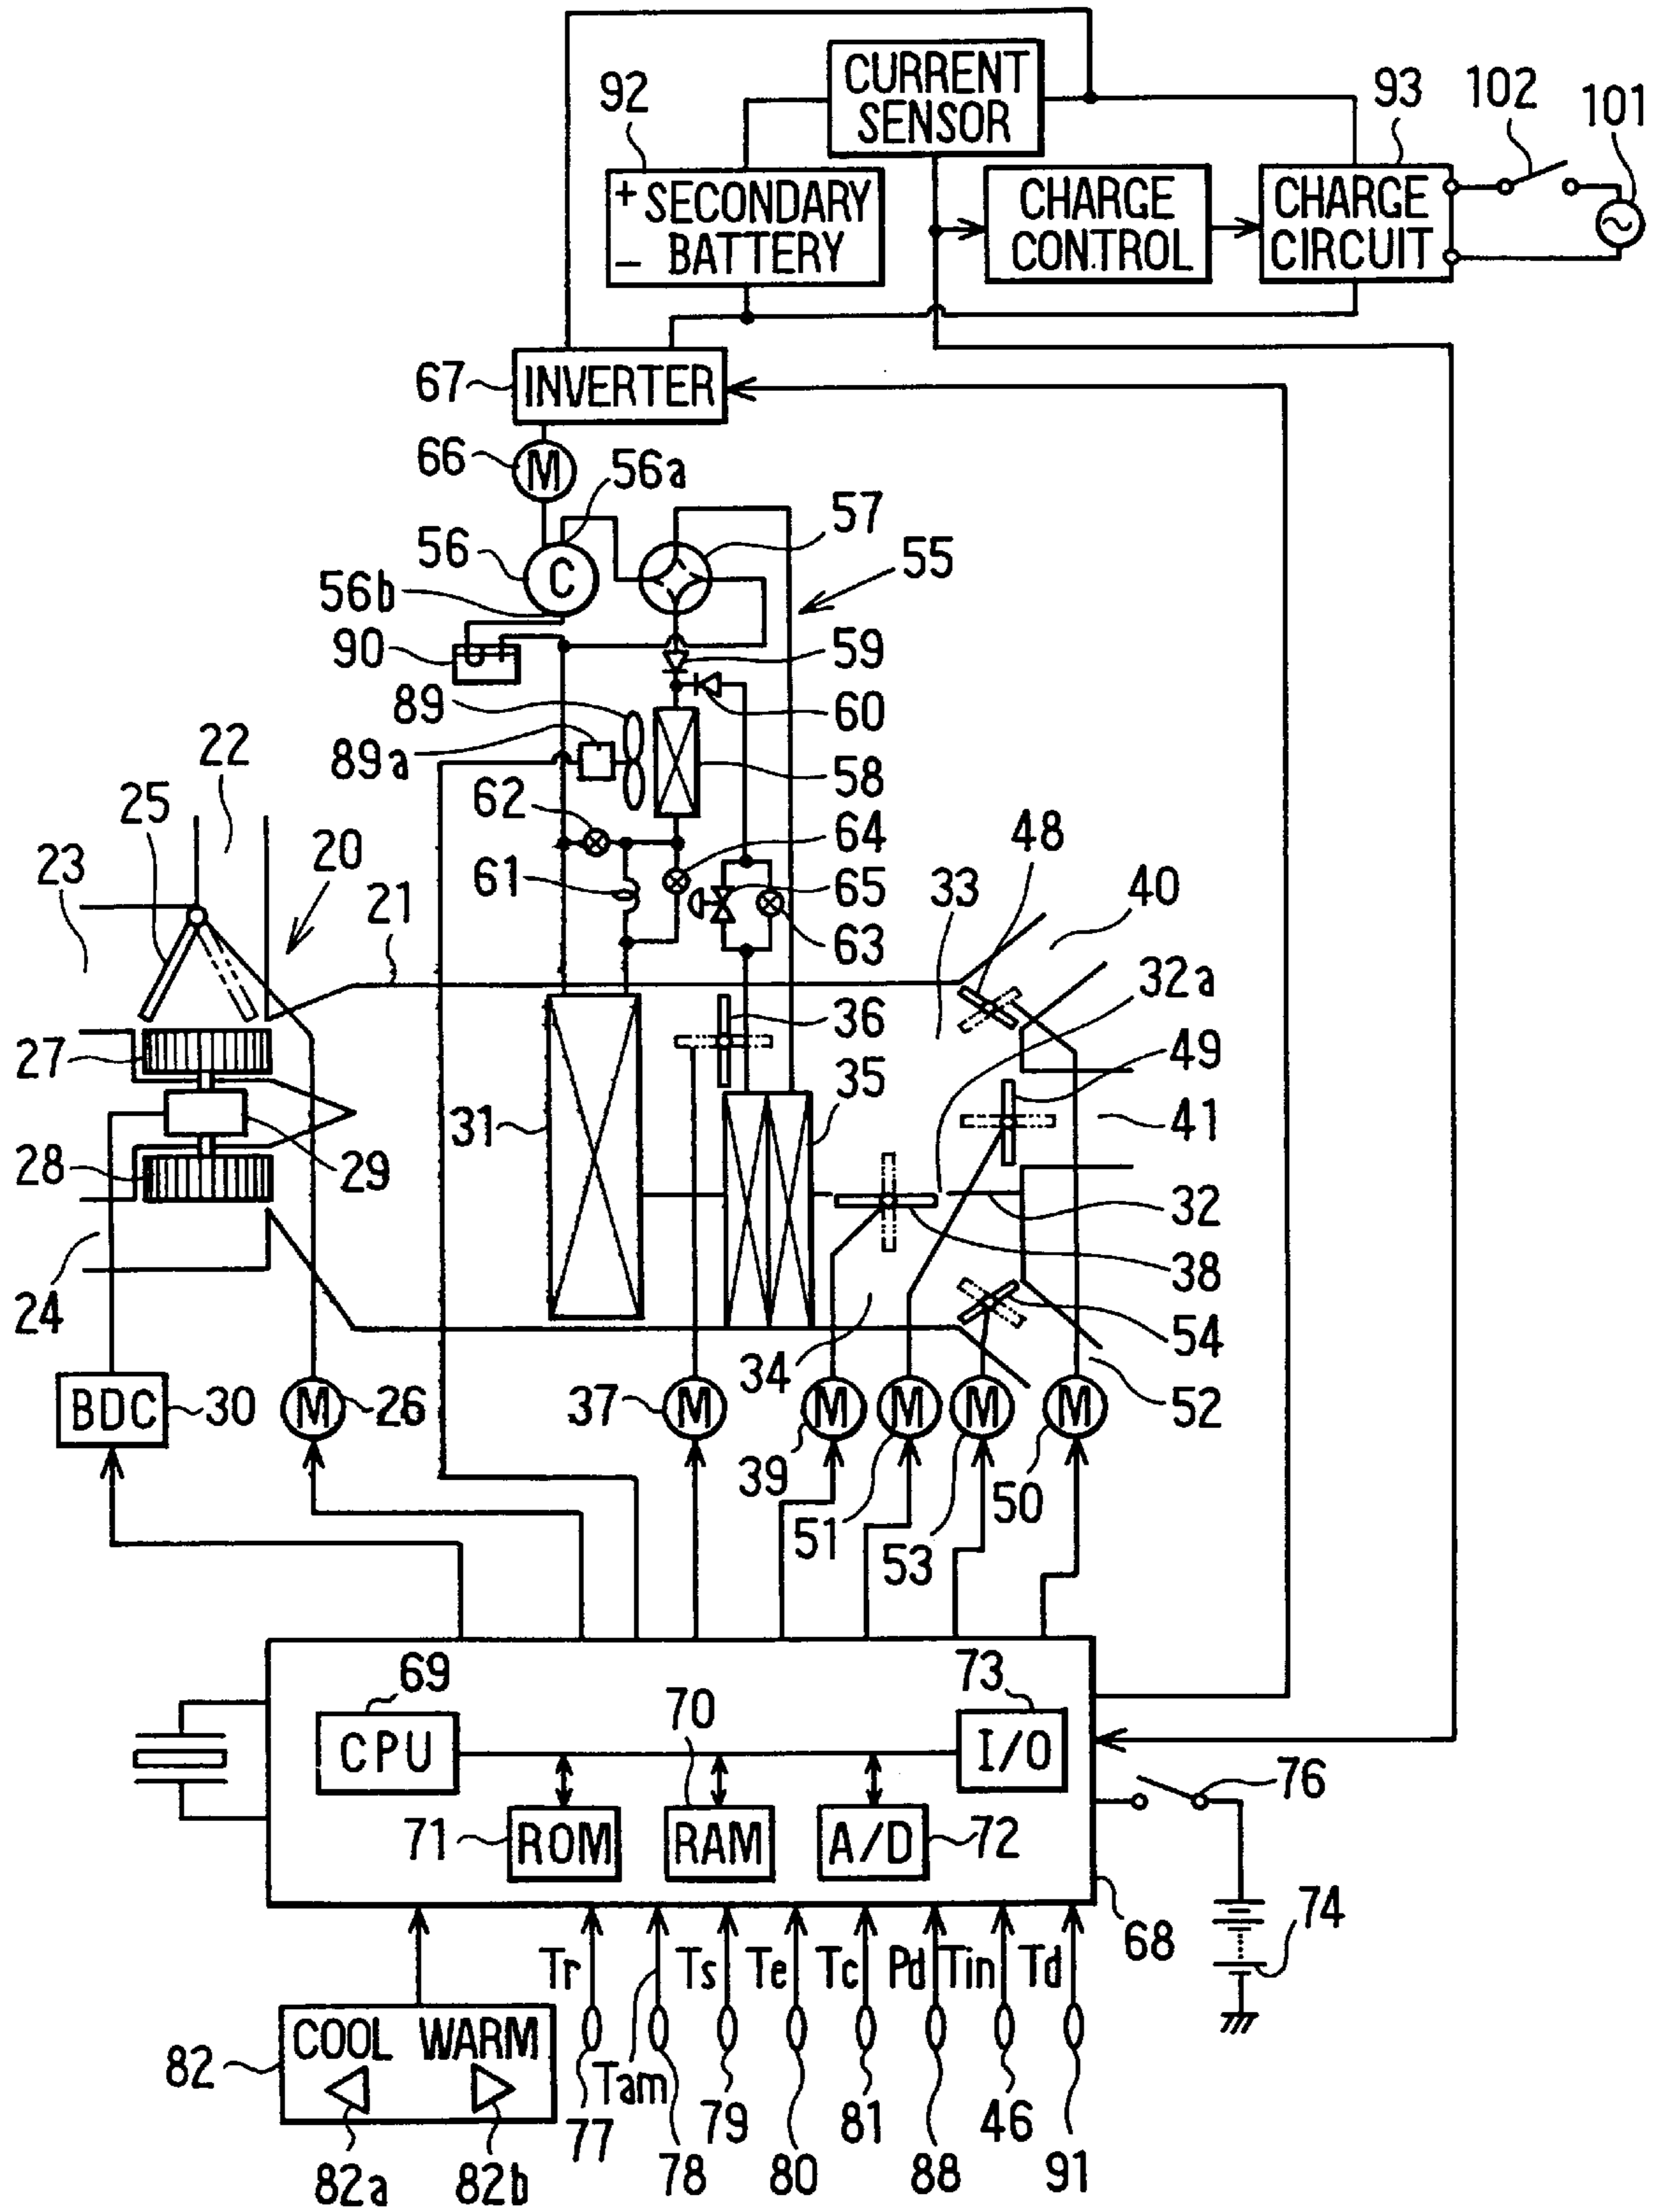 92
CURRENT
SENSOR
93
102
101
+ SECONDARY
- BATTERY
CHARGE
CONTROL
CHARGE
CIRCUIT
67
INVERTER
66
M
56a
57
56
C
55
56b
90
59
89
60
89a
58
22
25
62
64
48
20
23
61
65
33
40
21
63
32a
36
27
49
35
31
41
28
29
32
38
24
54
34
BDC
30
M
26
37
M
M
M
M
M
52
39
50
51
53
69
73
70
CPU
I/O
76
71
ROM
RAM
A/D
72
74
68
Tr
Ts
Te
Tc
Pd
Tin
Td
COOL WARM
82
Tam
77
79
81
46
82a
82b
78
80
88
91